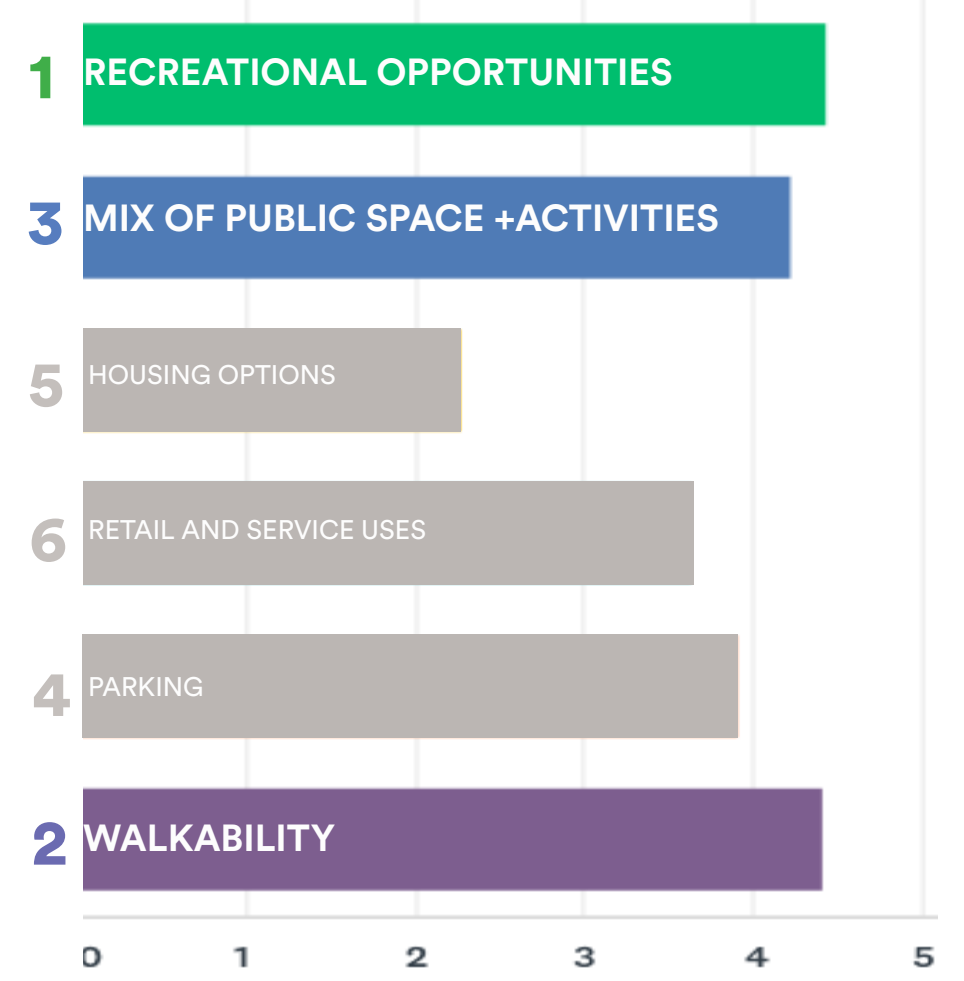 1 RECREATIONAL OPPORTUNITIES
3 MIX OF PUBLIC SPACE +ACTIVITIES
5 HOUSING OPTIONS
6 RETAIL AND SERVICE USES
4 PARKING
2 WALKABILITY
0 1 2 3 4 5